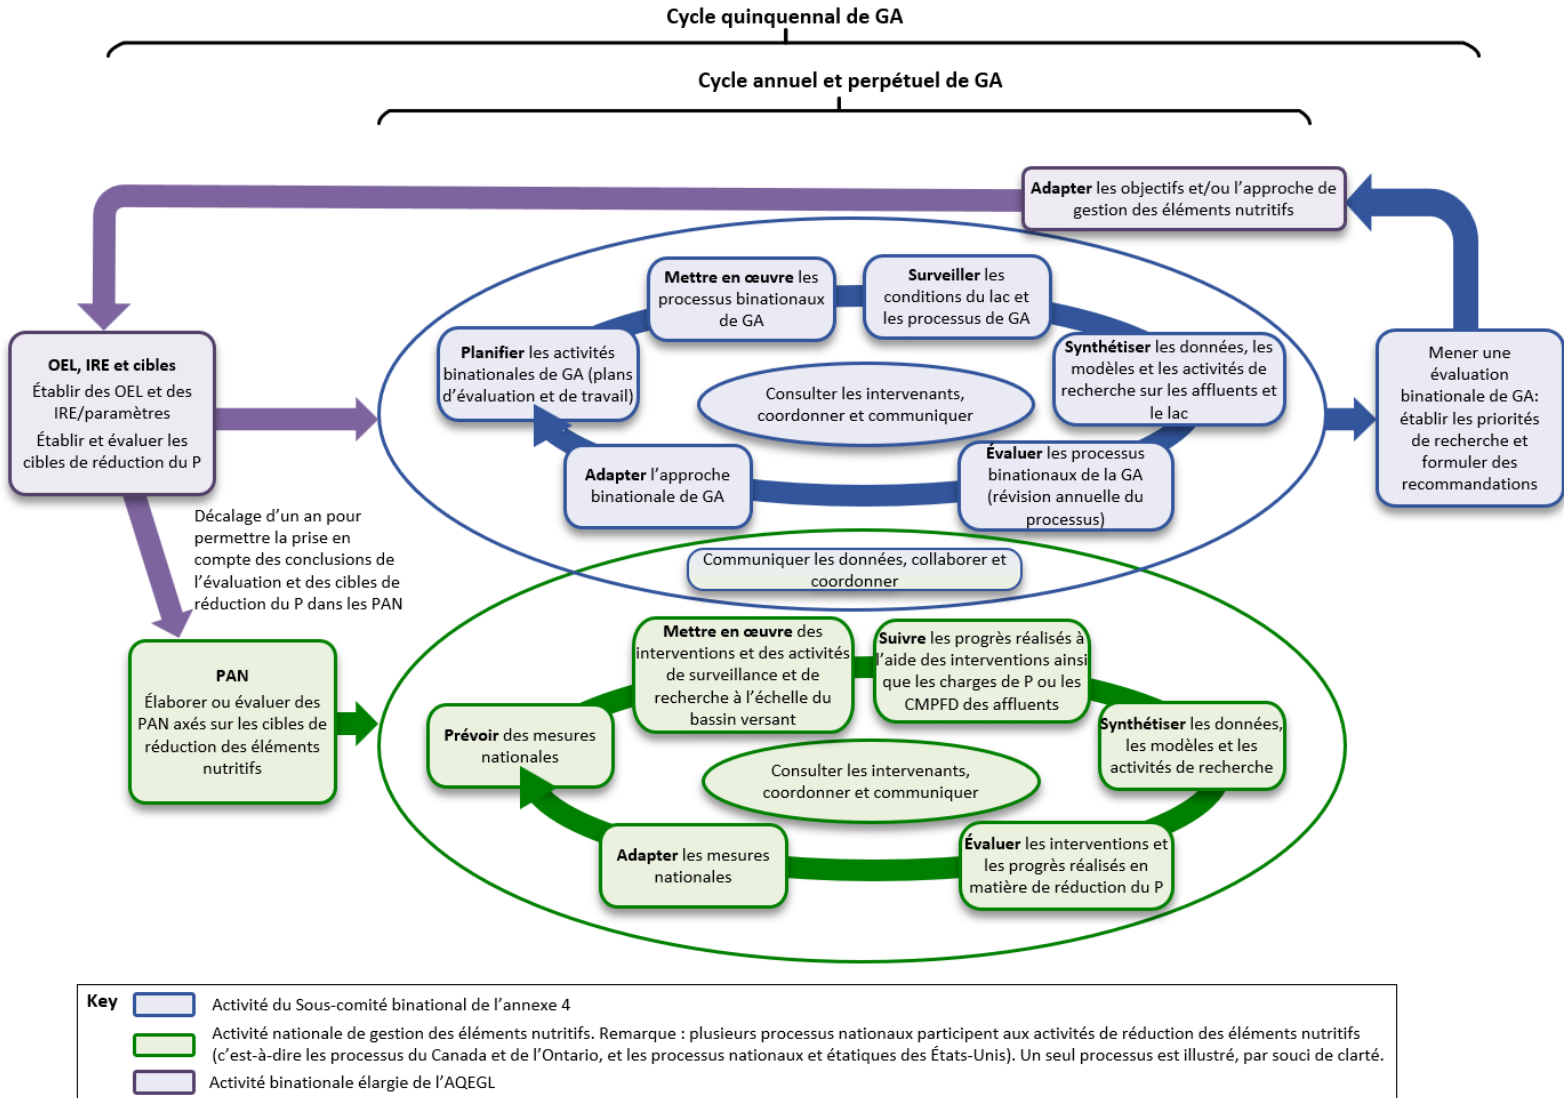 Cycle quinquennal de GA
Cycle annuel et perpétuel de GA
Adapter les objectifs et/ou l’approche de
gestion des éléments nutritifs
OEL, IRE et cibles
Établir des OEL et des
IRE/paramètres
Établir et évaluer les
cibles de réduction du P
Planifier les activités
binationales de GA (plans
d’évaluation et de travail)
Mettre en œuvre les
processus binationaux
de GA
Surveiller les
conditions du lac et
les processus de GA
Synthétiser les données, les
modèles et les activités de
recherche sur les affluents et
le lac
Évaluer les processus
binationaux de la GA
(révision annuelle du
processus)
Adapter l’approche
binationale de GA
Consulter les intervenants,
coordonner et communiquer
Mener une
évaluation
binationale de GA:
établir les priorités
de recherche et
formuler des
recommandations
Décalage d’un an pour
permettre la prise en
compte des conclusions de
l’évaluation et des cibles de
réduction du P dans les PAN
Communiquer les données, collaborer et
coordonner
PAN
Élaborer ou évaluer des
PAN axés sur les cibles de
réduction des éléments
nutritifs
Prévoir des mesures
nationales
Mettre en œuvre des
interventions et des activités
de surveillance et de
recherche à l’échelle du
bassin versant
Suivre les progrès réalisés à
l’aide des interventions ainsi
que les charges de P ou les
CMPFD des affluents
Synthétiser les données,
les modèles et les
activités de recherche
Évaluer les interventions et
les progrès réalisés en
matière de réduction du P
Adapter les mesures
nationales
Consulter les intervenants,
coordonner et communiquer
Key
Activité du Sous-comité binational de l’annexe 4
Activité nationale de gestion des éléments nutritifs. Remarque : plusieurs processus nationaux participent aux activités de réduction des éléments nutritifs
(c’est-à-dire les processus du Canada et de l’Ontario, et les processus nationaux et étatiques des États-Unis). Un seul processus est illustré, par souci de clarté.
Activité binationale élargie de l’AQEGL